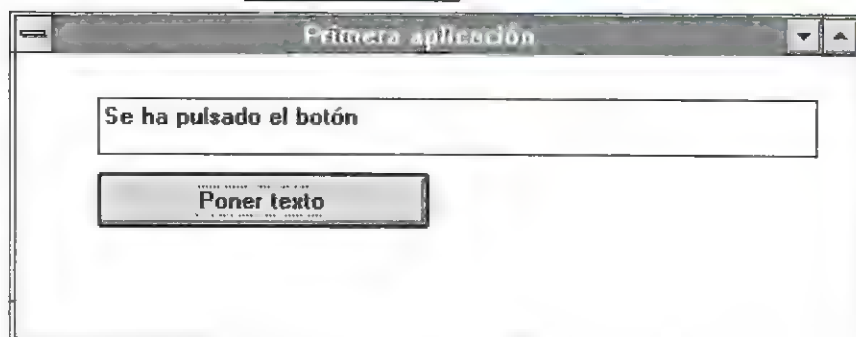 Primera aplicación
Se ha pulsado el botón
Poner texto